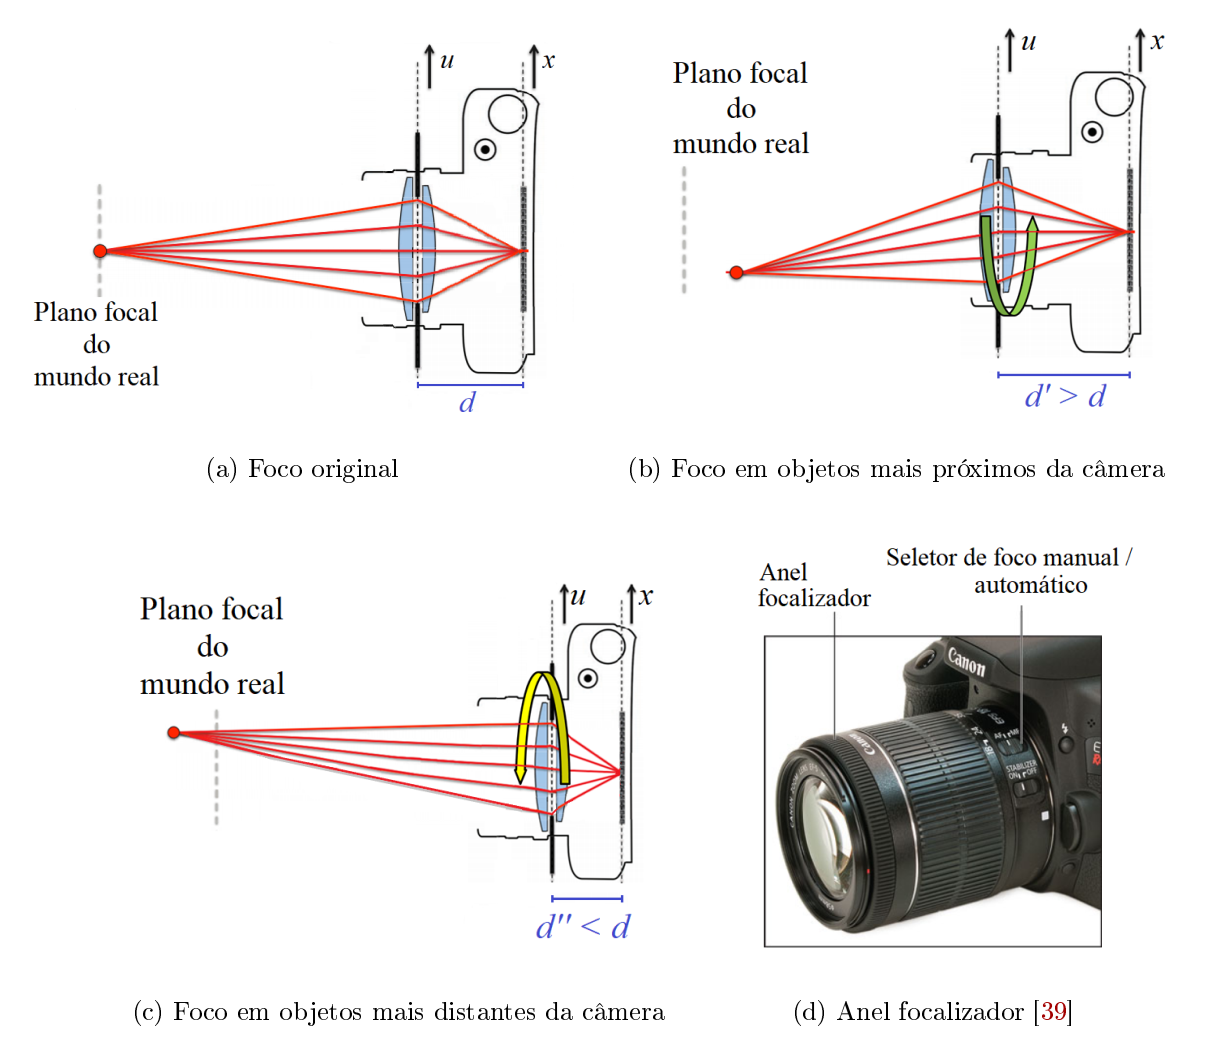 u
x
Plano focal
do
mundo real
d
(a) Foco original
u
x
Plano focal
do
mundo real
d' > d
(b) Foco em objetos mais próximos da câmera
u
x
Plano focal
do
mundo real
d'' < d
(c) Foco em objetos mais distantes da câmera
Seletor de foco manual /
automático
Anel
focalizador
Canon
Canon
STABILIZER
ON OFF
(d) Anel focalizador [39]